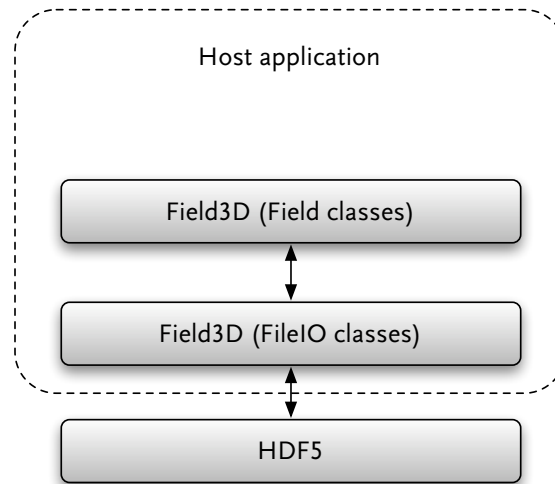 Host application
Field3D (Field classes)
Field3D (FileIO classes)
HDF5